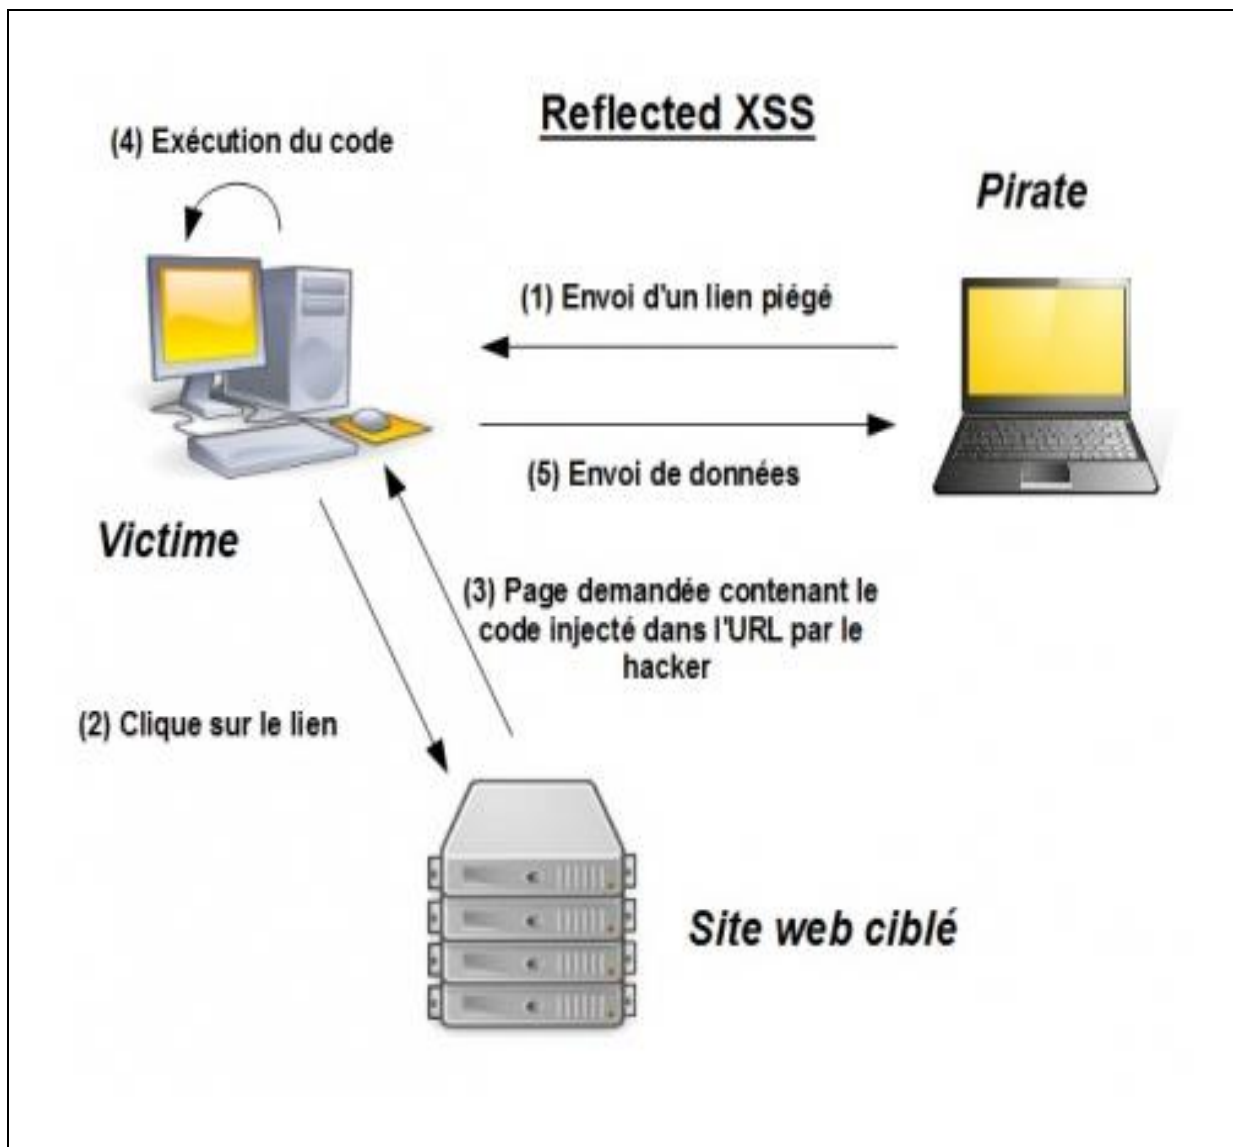 Reflected XSS
(4) Exécution du code
Pirate
(1) Envoi d'un lien piégé
(5) Envoi de données
Victime
(3) Page demandée contenant le
code injecté dans l'URL par le
hacker
(2) Clique sur le lien
Site web ciblé